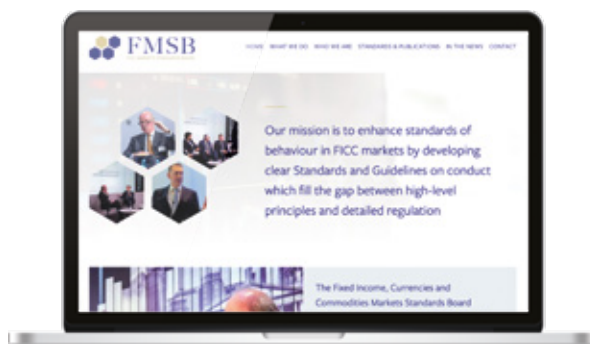 FMSB
HOME WHAT WE DO WHO WE ARE STANDARDS & PUBLICATIONS IN THE NEWS CONTACT
Our mission is to enhance standards of
behaviour in FICC markets by developing
clear Standards and Guidelines on conduct
which fill the gap between high-level
principles and detailed regulation
The Fixed Income, Currencies and
Commodities Markets Standards Board